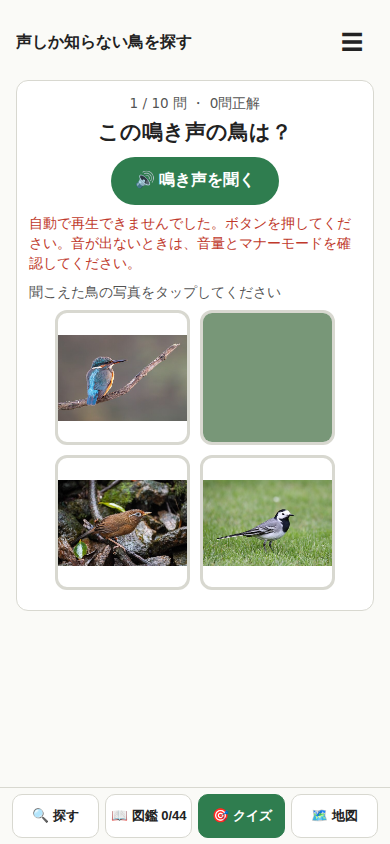 声しか知らない鳥を探す
☰
1 / 10 問 ・ 0問正解
この鳴き声の鳥は？
🔊 鳴き声を聞く
自動で再生できませんでした。ボタンを押してくだ
さい。音が出ないときは、音量とマナーモードを確
認してください。
聞こえた鳥の写真をタップしてください
🔍 探す
📖 図鑑 0/44
🎯 クイズ
🗺️ 地図